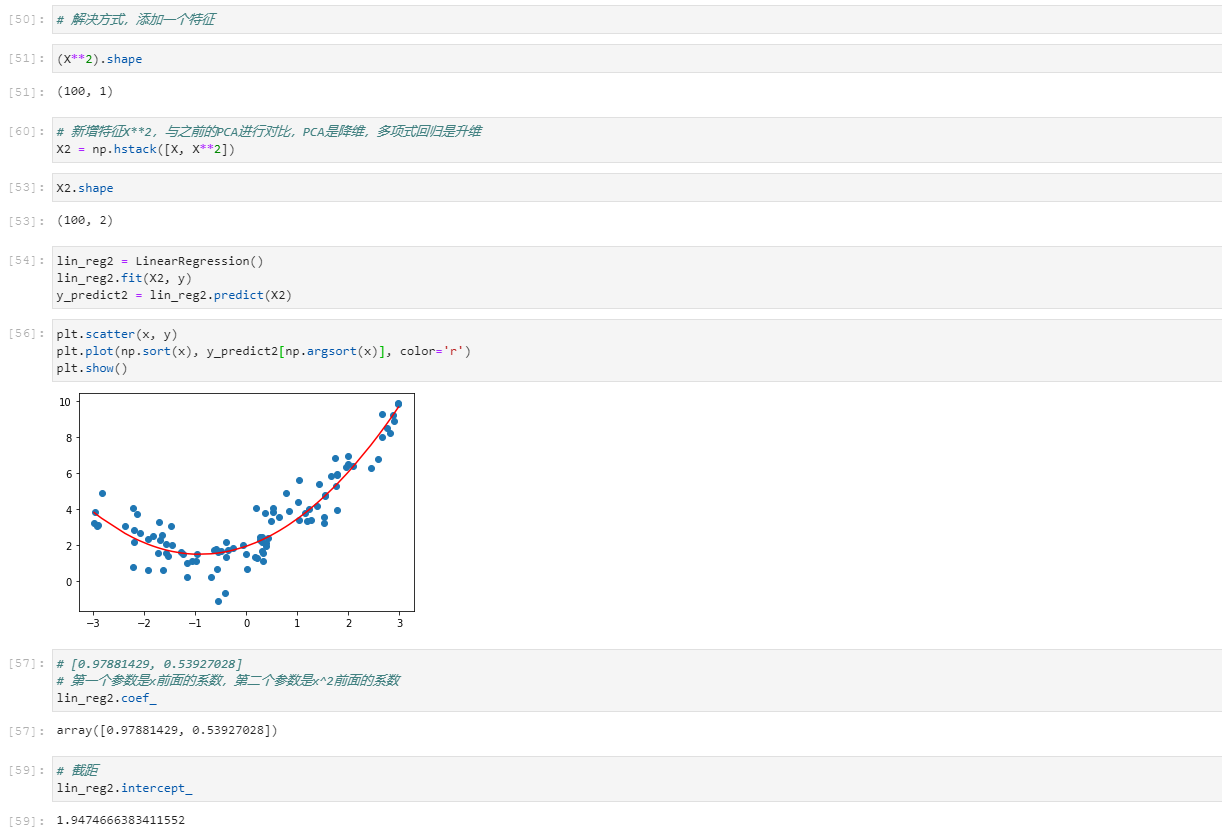 [50]: # 解决方式，添加一个特征
[51]: (X**2).shape
[51]: (100, 1)
[60]: # 新增特征X**2，与之前的PCA进行对比，PCA是降维，多项式回归是升维
X2 = np.hstack([X, X**2])
[53]: X2.shape
[53]: (100, 2)
[54]: lin_reg2 = LinearRegression()
lin_reg2.fit(X2, y)
y_predict2 = lin_reg2.predict(X2)
[56]: plt.scatter(x, y)
plt.plot(np.sort(x), y_predict2[np.argsort(x)], color='r')
plt.show()
10
8
6
4
2
0
−3 −2 −1 0 1 2 3
[57]: # [0.97881429, 0.53927028]
# 第一个参数是x前面的系数，第二个参数是x^2前面的系数
lin_reg2.coef_
[57]: array([0.97881429, 0.53927028])
[59]: # 截距
lin_reg2.intercept_
[59]: 1.9474666383411552